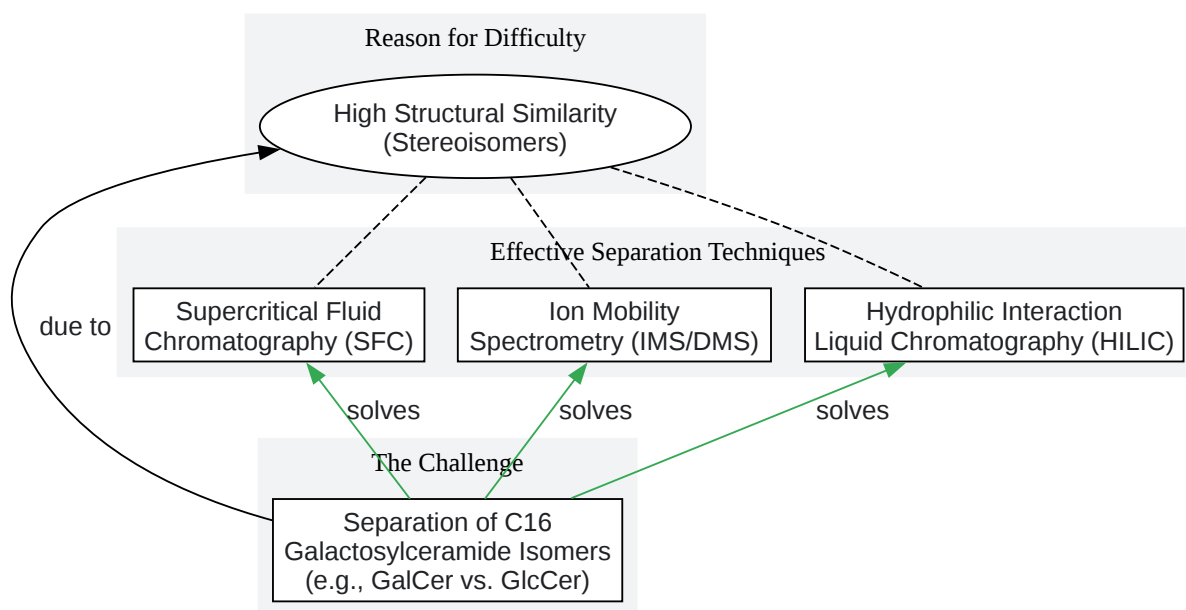 Reason for Difficulty
High Structural Similarity
(Stereoisomers)
Effective Separation Techniques
Supercritical Fluid
Chromatography (SFC)
Ion Mobility
Spectrometry (IMS/DMS)
Hydrophilic Interaction
Liquid Chromatography (HILIC)
due to
solves
solves
solves
The Challenge
Separation of C16
Galactosylceramide Isomers
(e.g., GalCer vs. GlcCer)